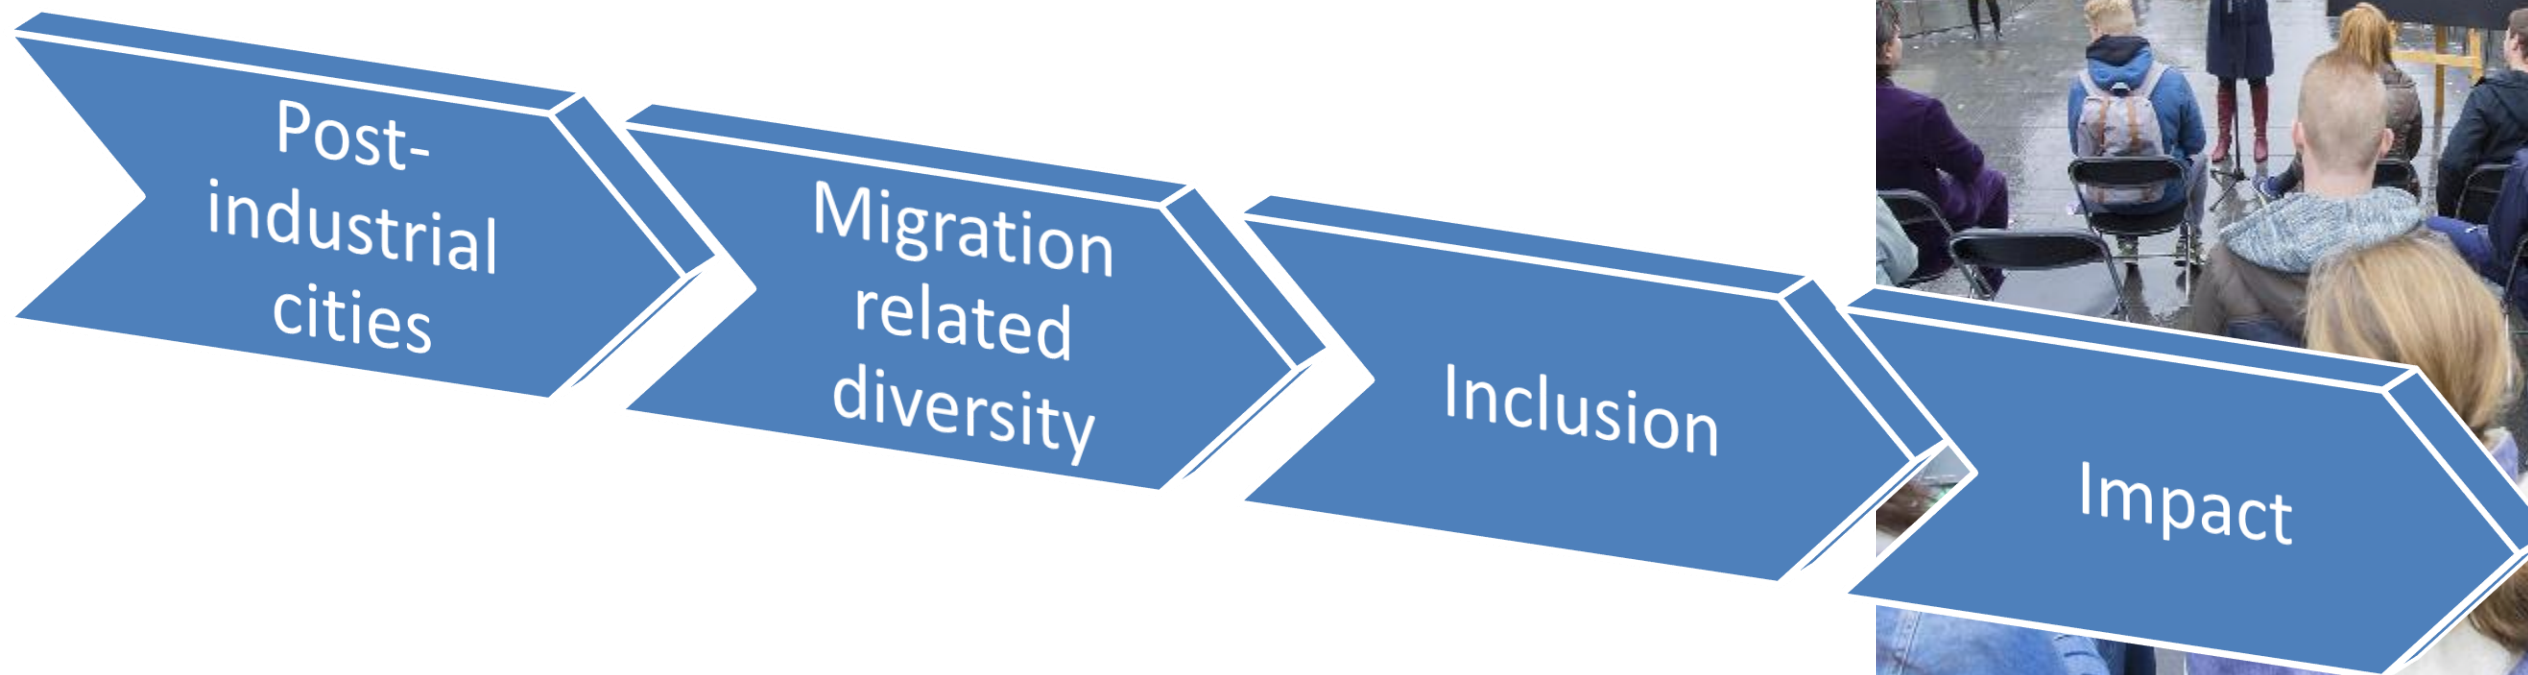 Post-
industrial
cities
Migration
related
diversity
Inclusion
Impact